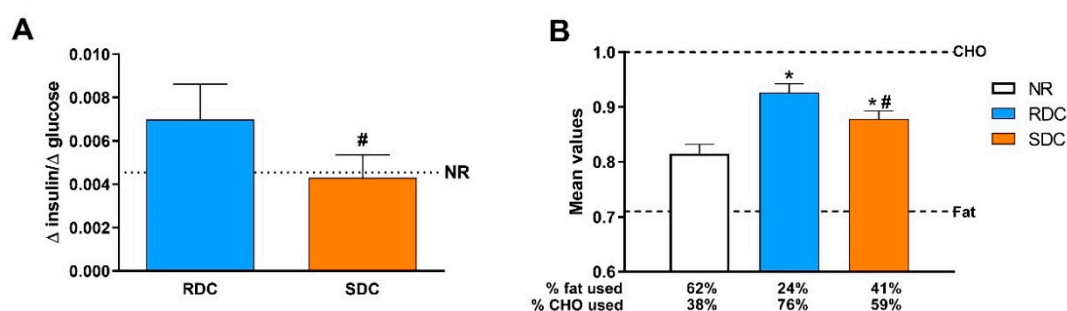 A
Δ insulin/Δ glucose
0.010
0.008
0.006
0.004
0.002
0.000
#
NR
RDC
SDC
B
Mean values
1.0
0.9
0.8
0.7
0.6
CHO
*
* #
Fat
NR
RDC
SDC
% fat used 62% 24% 41%
% CHO used 38% 76% 59%